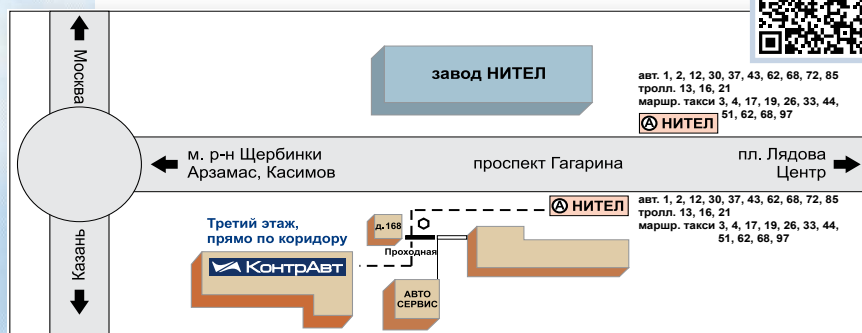 Москва
завод НИТЕЛ
авт. 1, 2, 12, 30, 37, 43, 62, 68, 72, 85
тролл. 13, 16, 21
маршр. такси 3, 4, 17, 19, 26, 33, 44,
51, 62, 68, 97
А НИТЕЛ
м. р-н Щербинки
Арзамас, Касимов
проспект Гагарина
пл. Лядова
Центр
А НИТЕЛ
авт. 1, 2, 12, 30, 37, 43, 62, 68, 72, 85
тролл. 13, 16, 21
маршр. такси 3, 4, 17, 19, 26, 33, 44,
51, 62, 68, 97
Третий этаж,
прямо по коридору
д.168
Проходная
КонтрАвт
Казань
АВТО
СЕРВИС